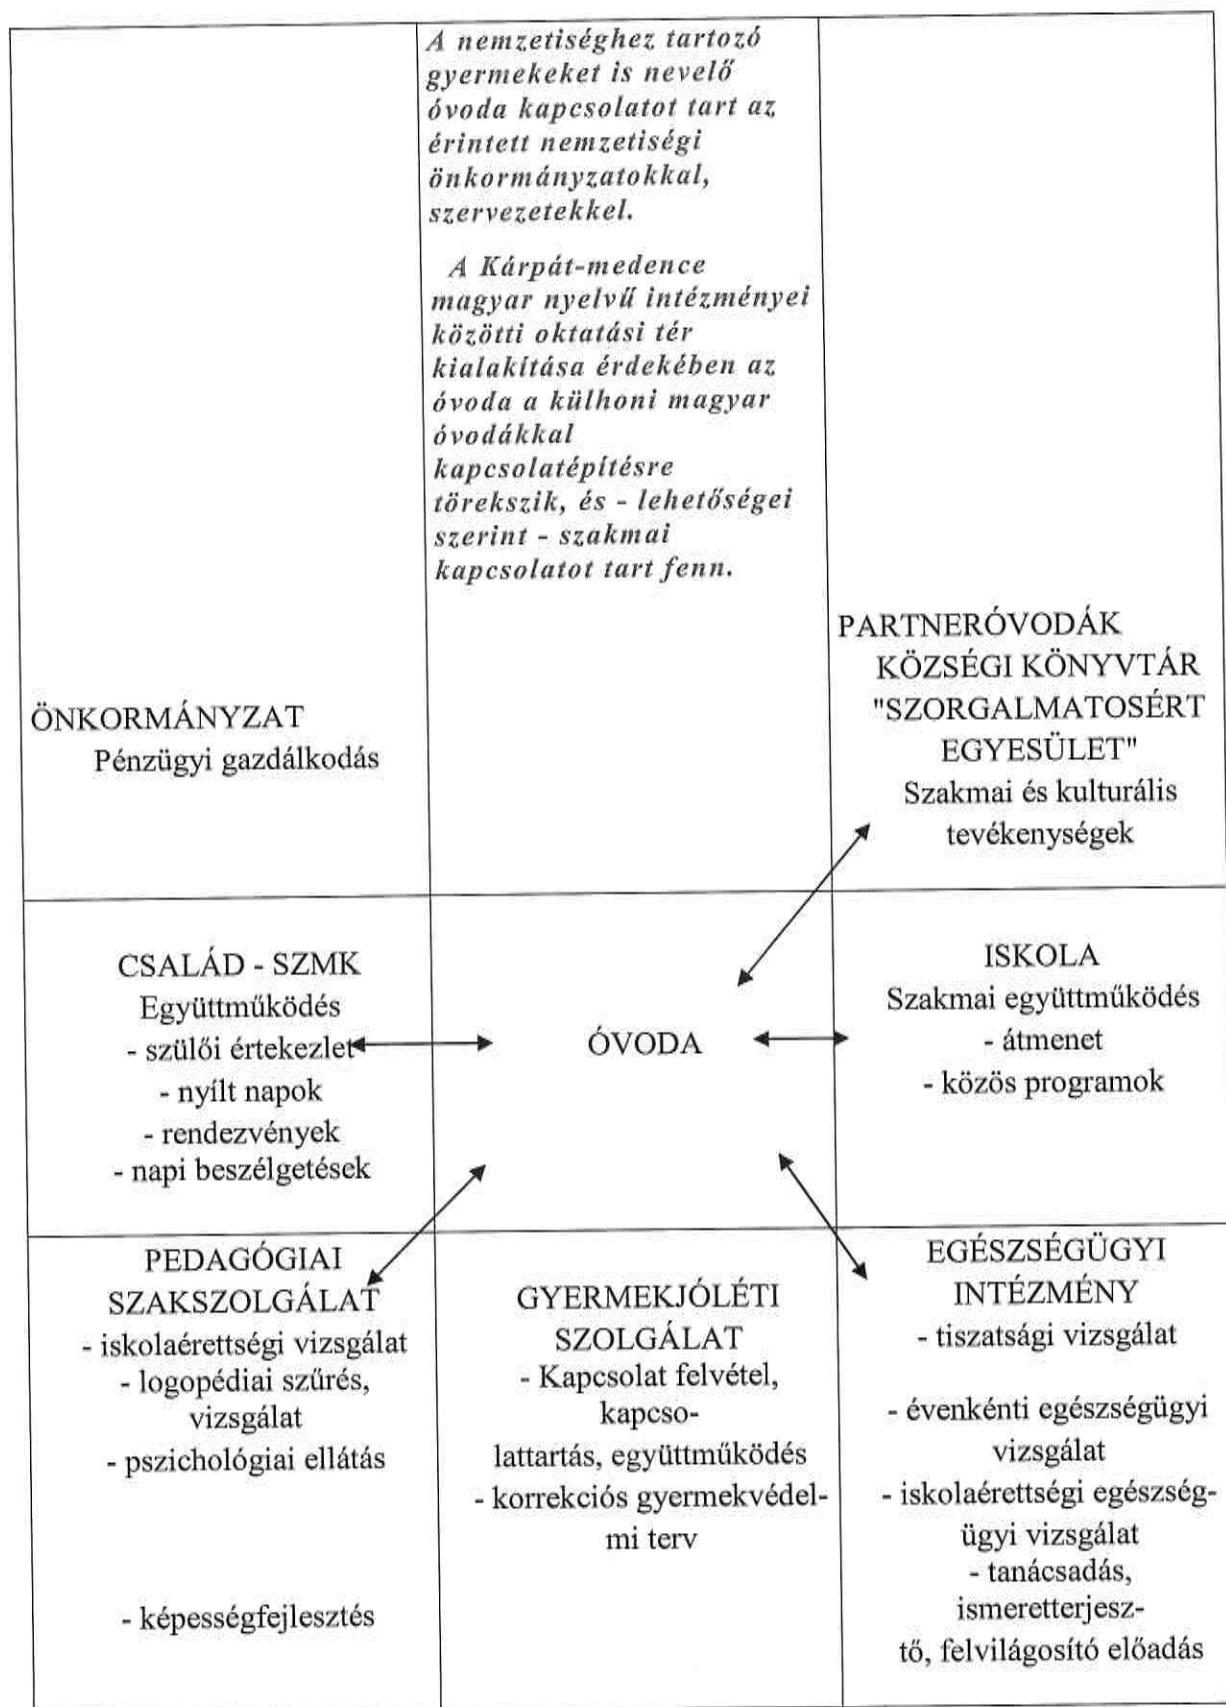 A nemzetiséghez tartozó
gyermekeket is nevelő
óvoda kapcsolatot tart az
érintett nemzetiségi
önkormányzatokkal,
szervezetekkel.
A Kárpát-medence
magyar nyelvű intézményei
közötti oktatási tér
kialakítása érdekében az
óvoda a külhoni magyar
óvodákkal
kapcsolatépítésre
törekszik, és - lehetőségei
szerint - szakmai
kapcsolatot tart fenn.
ÖNKORMÁNYZAT
Pénzügyi gazdálkodás
PARTNERÓVODÁK
KÖZSÉGI KÖNYVTÁR
"SZORGALMATOSÉRT
EGYESÜLET"
Szakmai és kulturális
tevékenységek
CSALÁD - SZMK
Együttműködés
- szülői értekezlet
- nyílt napok
- rendezvények
- napi beszélgetések
ÓVODA
ISKOLA
Szakmai együttműködés
- átmenet
- közös programok
PEDAGÓGIAI
SZAKSZOLGÁLAT
- iskolaérettségi vizsgálat
- logopédiai szűrés,
vizsgálat
- pszichológiai ellátás
- képességfejlesztés
GYERMEKJÓLÉTI
SZOLGÁLAT
- Kapcsolat felvétel,
kapcso-
lattartás, együttműködés
- korrekciós gyermekvédel-
mi terv
EGÉSZSÉGÜGYI
INTÉZMÉNY
- tiszatsági vizsgálat
- évenkénti egészségügyi
vizsgálat
- iskolaérettségi egészség-
ügyi vizsgálat
- tanácsadás,
ismeretterjesz-
tő, felvilágosító előadás